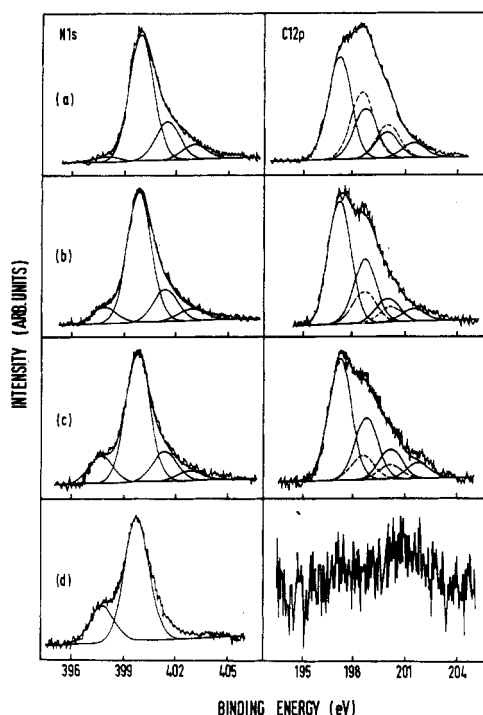 N1s
C12p
(a)
(b)
(c)
(d)
INTENSITY (ARB.UNITS)
396 399 402 405
195 198 201 204
BINDING ENERGY (eV)